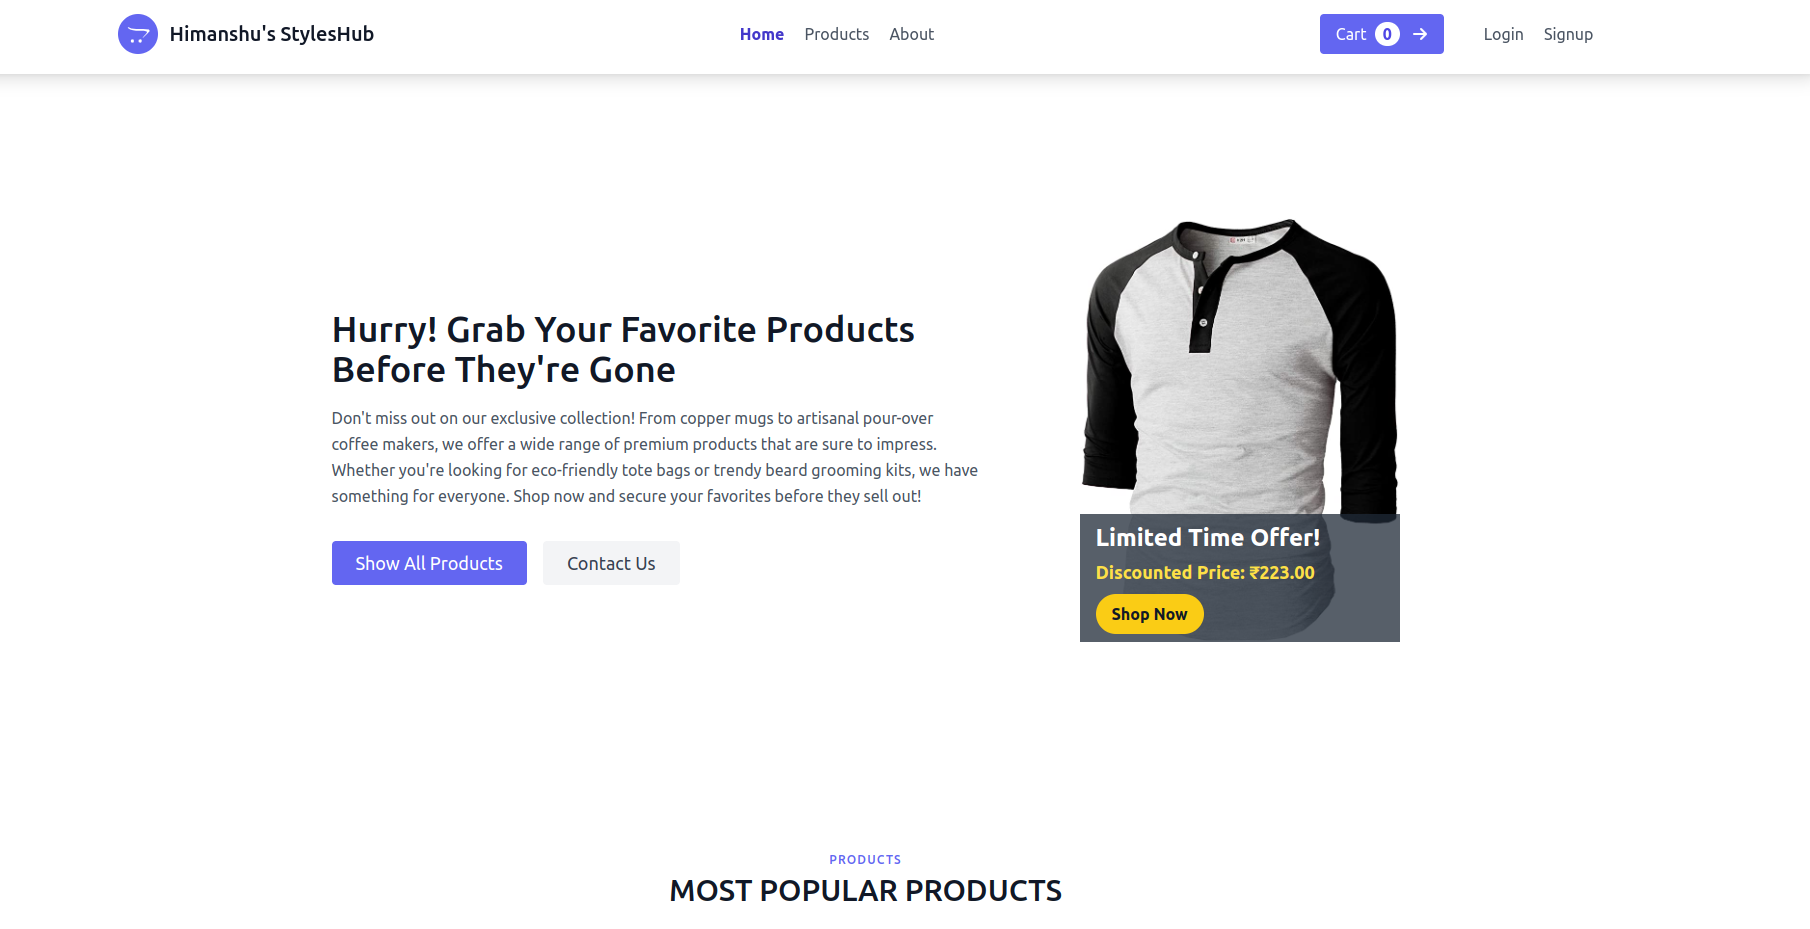 Himanshu's StylesHub
Home Products About
Cart 0
Login Signup
Hurry! Grab Your Favorite Products
Before They're Gone
Don't miss out on our exclusive collection! From copper mugs to artisanal pour-over
coffee makers, we offer a wide range of premium products that are sure to impress.
Whether you're looking for eco-friendly tote bags or trendy beard grooming kits, we have
something for everyone. Shop now and secure your favorites before they sell out!
Show All Products
Contact Us
Limited Time Offer!
Discounted Price: ₹223.00
Shop Now
PRODUCTS
MOST POPULAR PRODUCTS